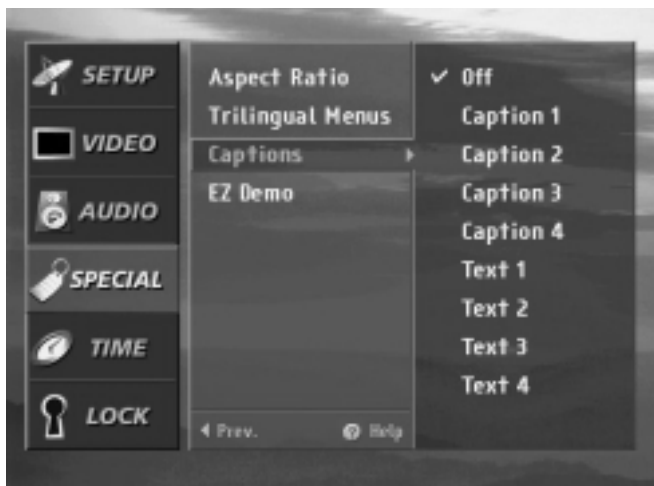 SETUP
VIDEO
AUDIO
SPECIAL
TIME
LOCK
Aspect Ratio
Trilingual Menus
Captions
EZ Demo
Prev.
Help
Off
Caption 1
Caption 2
Caption 3
Caption 4
Text 1
Text 2
Text 3
Text 4